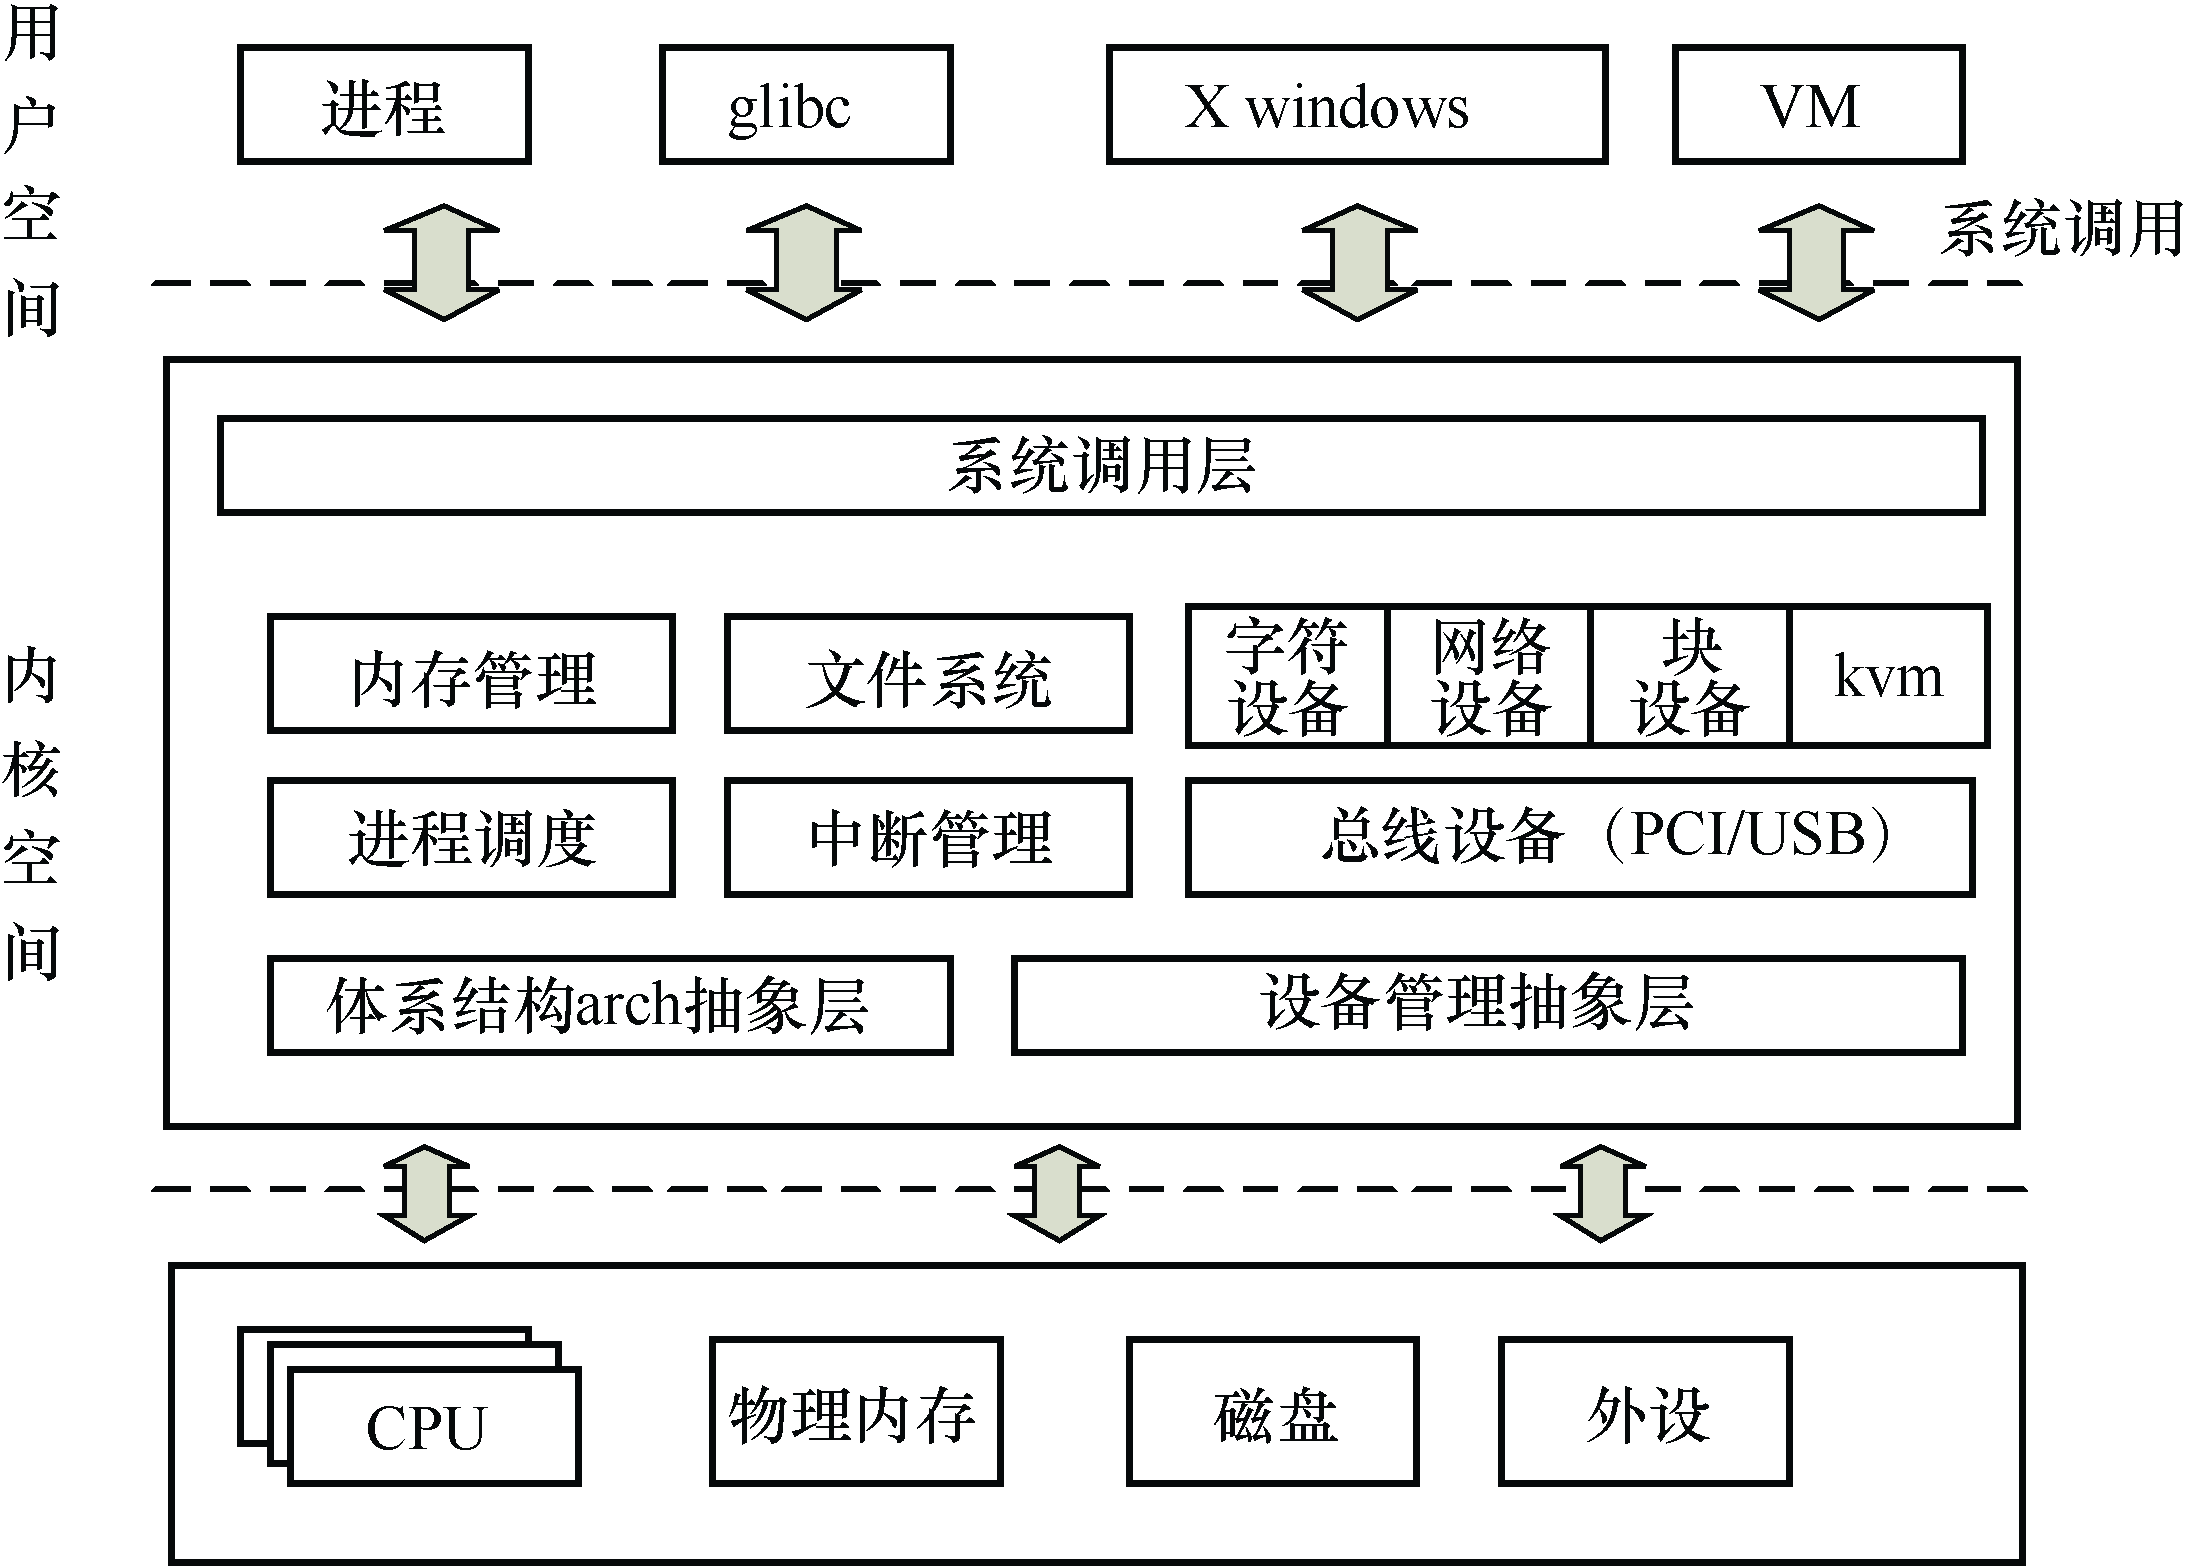 用户空间
进程
glibc
X windows
VM
系统调用
内核空间
系统调用层
内存管理
文件系统
字符设备
网络设备
块设备
kvm
进程调度
中断管理
总线设备（PCI/USB）
体系结构arch抽象层
设备管理抽象层
CPU
物理内存
磁盘
外设